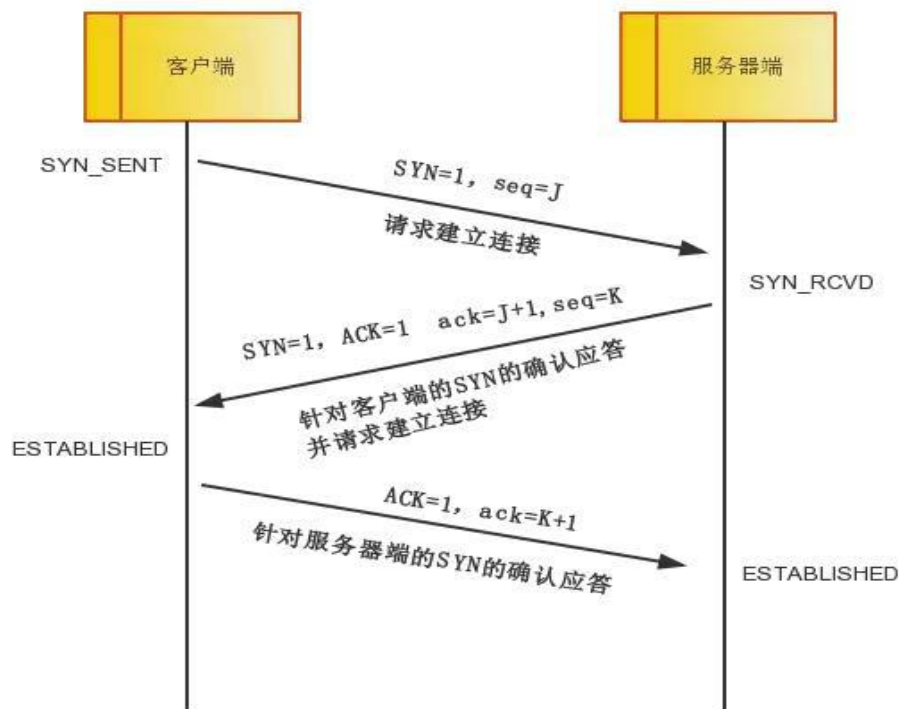 客户端
服务器端
SYN_SENT
SYN=1, seq=J
请求建立连接
SYN_RCVD
SYN=1, ACK=1 ack=J+1,seq=K
针对客户端的SYN的确认应答
并请求建立连接
ESTABLISHED
ACK=1, ack=K+1
针对服务器端的SYN的确认应答
ESTABLISHED